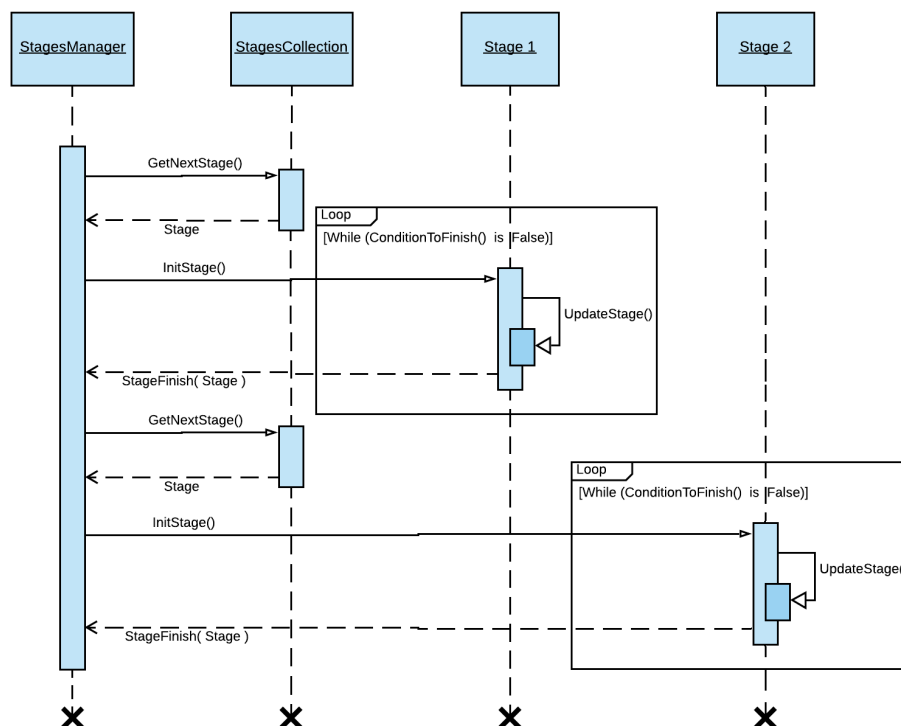 StagesManager
StagesCollection
Stage 1
Stage 2
GetNextStage()
Stage
Loop
[While (ConditionToFinish() is False)]
InitStage()
UpdateStage()
StageFinish( Stage )
GetNextStage()
Stage
Loop
[While (ConditionToFinish() is False)]
InitStage()
UpdateStage(
StageFinish( Stage )